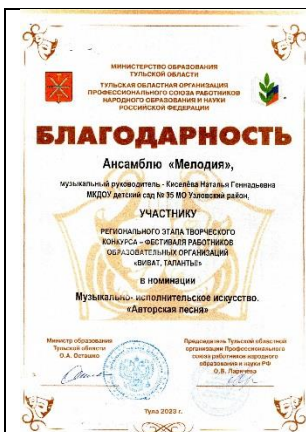 МИНИСТЕРСТВО ОБРАЗОВАНИЯ
ТУЛЬСКОЙ ОБЛАСТИ
ТУЛЬСКАЯ ОБЛАСТНАЯ ОРГАНИЗАЦИЯ
ПРОФЕССИОНАЛЬНОГО СОЮЗА РАБОТНИКОВ
НАРОДНОГО ОБРАЗОВАНИЯ И НАУКИ
РОССИЙСКОЙ ФЕДЕРАЦИИ
БЛАГОДАРНОСТЬ
Ансамблю «Мелодия»,
музыкальный руководитель - Киселёва Наталья Геннадьевна
МКДОУ детский сад № 35 МО Узловский район,
УЧАСТНИКУ
РЕГИОНАЛЬНОГО ЭТАПА ТВОРЧЕСКОГО
КОНКУРСА – ФЕСТИВАЛЯ РАБОТНИКОВ
ОБРАЗОВАТЕЛЬНЫХ ОРГАНИЗАЦИЙ
«ВИВАТ, ТАЛАНТЫ!»
в номинации
Музыкально- исполнительское искусство.
«Авторская песня»
Министр образования
Тульской области
О.А. Осташко
Председатель Тульской областной
организации Профессионального
союза работников народного
образования и науки РФ
О.В. Ларичева
Тула 2023 г.